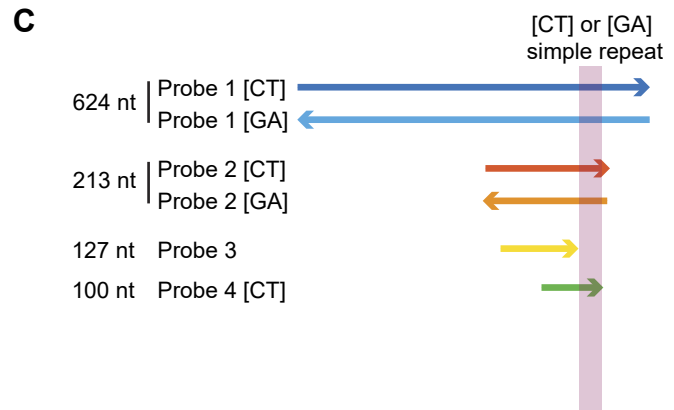 C
[CT] or [GA]
simple repeat
624 nt
Probe 1 [CT]
Probe 1 [GA]
213 nt
Probe 2 [CT]
Probe 2 [GA]
127 nt Probe 3
100 nt Probe 4 [CT]